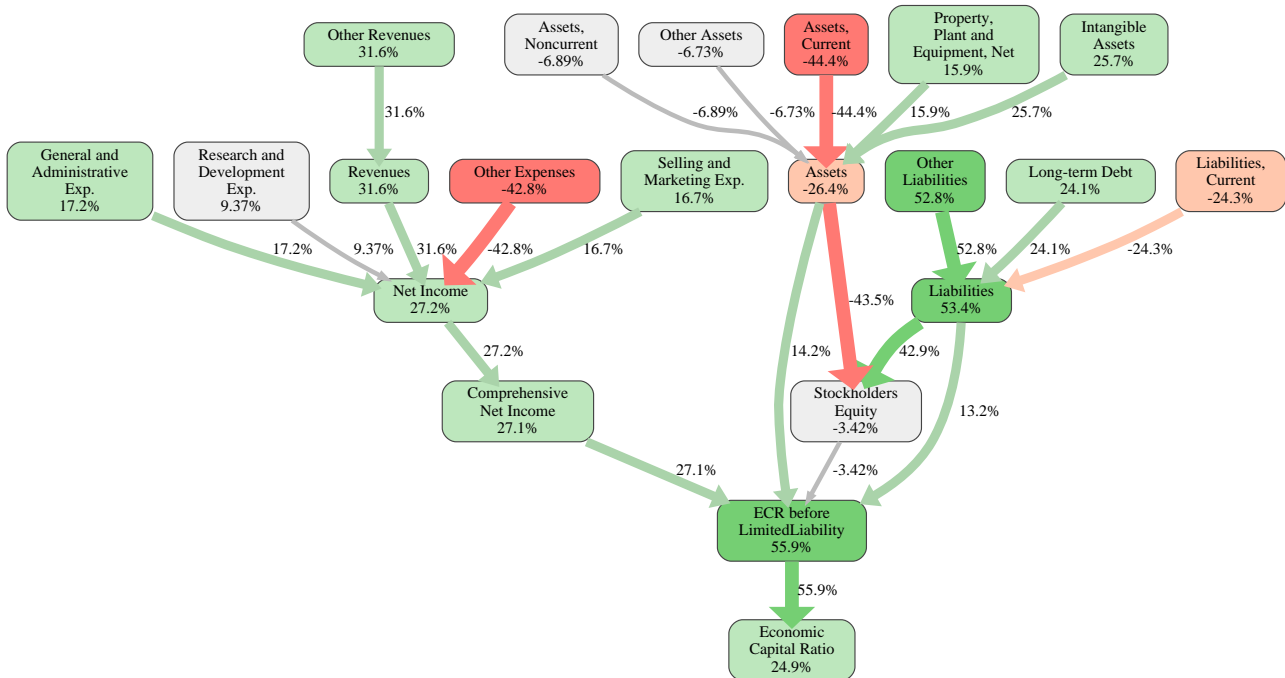 Other Revenues
31.6%
Assets,
Noncurrent
-6.89%
Other Assets
-6.73%
Assets,
Current
-44.4%
Property,
Plant and
Equipment, Net
15.9%
Intangible
Assets
25.7%
31.6%
-6.89%
-6.73%
-44.4%
15.9%
25.7%
General and
Administrative
Exp.
17.2%
Research and
Development
Exp.
9.37%
Revenues
31.6%
Other Expenses
-42.8%
Selling and
Marketing Exp.
16.7%
Assets
-26.4%
Other
Liabilities
52.8%
Long-term Debt
24.1%
Liabilities,
Current
-24.3%
17.2%
9.37%
31.6%
-42.8%
16.7%
52.8%
24.1%
-24.3%
Net Income
27.2%
-43.5%
Liabilities
53.4%
27.2%
14.2%
42.9%
13.2%
Comprehensive
Net Income
27.1%
Stockholders
Equity
-3.42%
27.1%
-3.42%
ECR before
LimitedLiability
55.9%
55.9%
Economic
Capital Ratio
24.9%